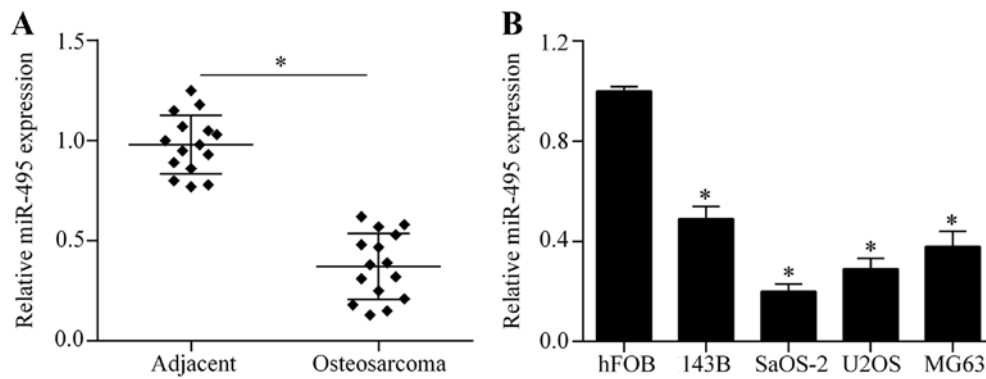 A
Relative miR-495 expression
1.5
1.0
0.5
0.0
*
Adjacent
Osteosarcoma
B
Relative miR-495 expression
1.2
0.8
0.4
0.0
*
*
*
*
hFOB
143B
SaOS-2
U2OS
MG63